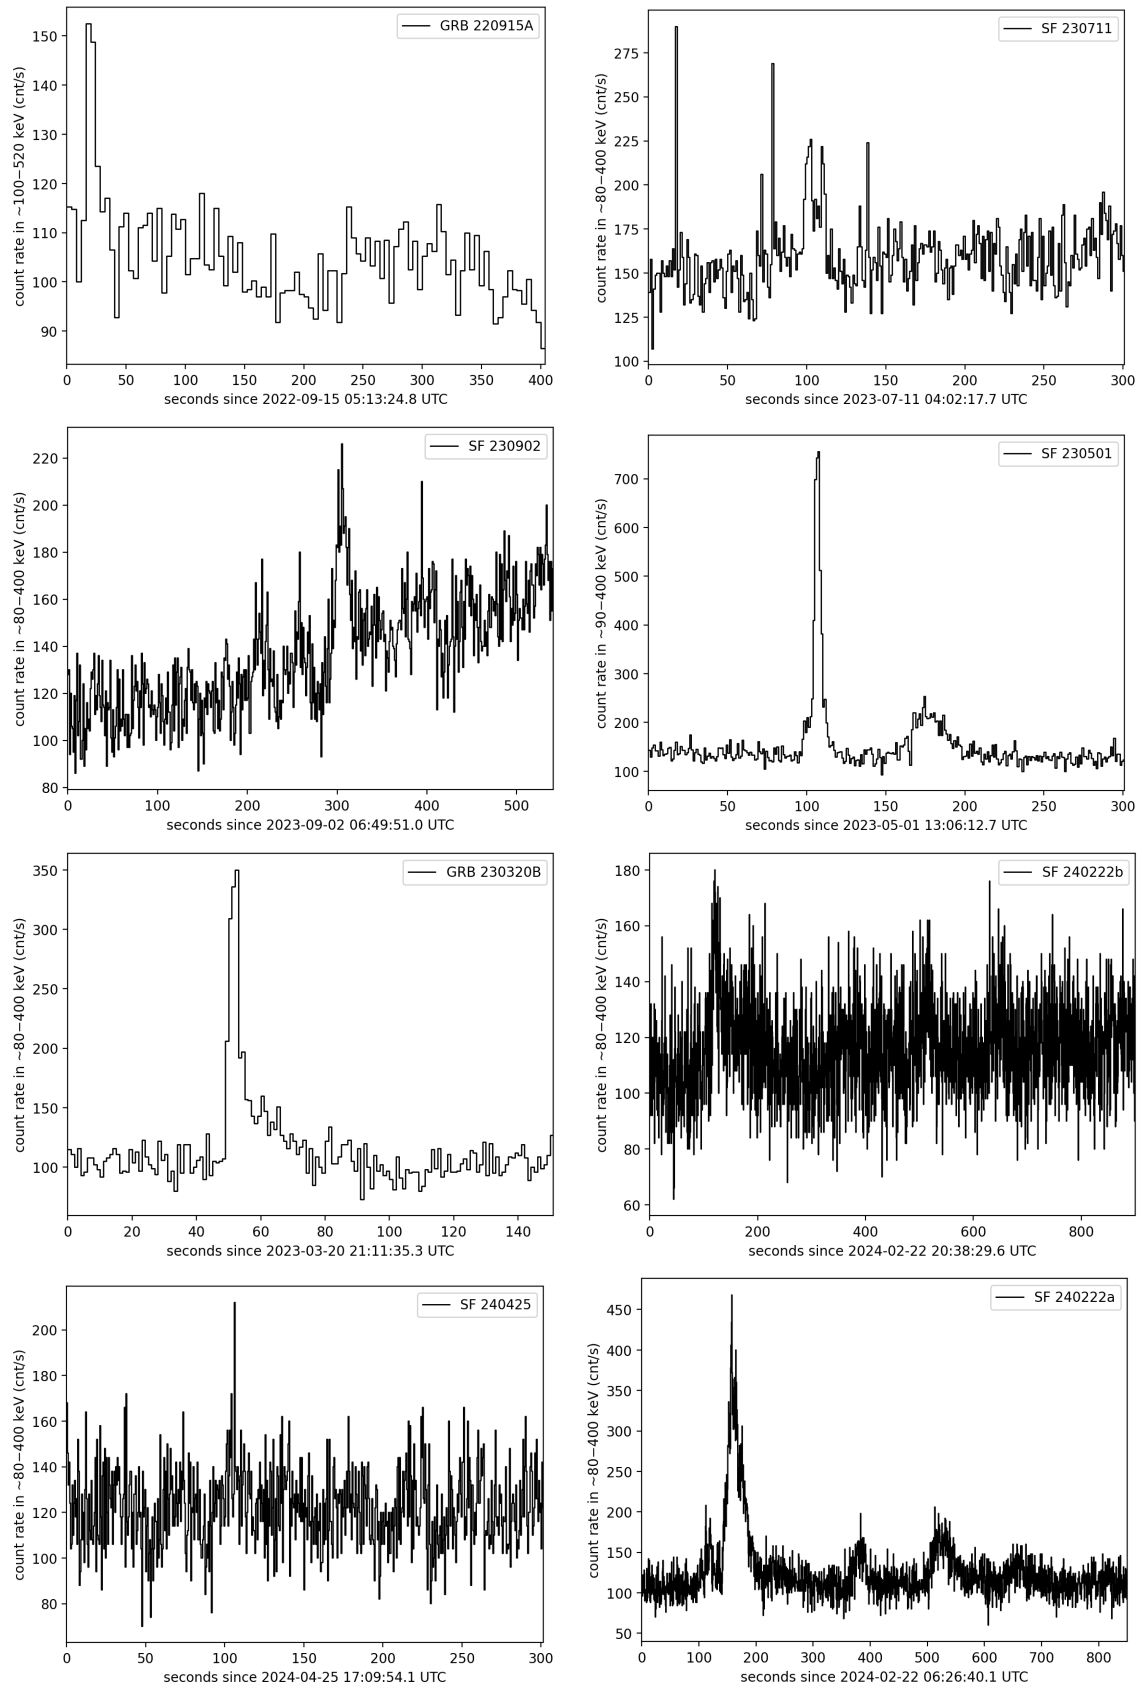 GRB 220915A
count rate in ~100−520 keV (cnt/s)
150
140
130
120
110
100
90
0 50 100 150 200 250 300 350 400
seconds since 2022-09-15 05:13:24.8 UTC
SF 230711
count rate in ~80−400 keV (cnt/s)
275
250
225
200
175
150
125
100
0 50 100 150 200 250 300
seconds since 2023-07-11 04:02:17.7 UTC
SF 230902
count rate in ~80−400 keV (cnt/s)
220
200
180
160
140
120
100
80
0 100 200 300 400 500
seconds since 2023-09-02 06:49:51.0 UTC
SF 230501
count rate in ~90−400 keV (cnt/s)
700
600
500
400
300
200
100
0 50 100 150 200 250 300
seconds since 2023-05-01 13:06:12.7 UTC
GRB 230320B
count rate in ~80−400 keV (cnt/s)
350
300
250
200
150
100
0 20 40 60 80 100 120 140
seconds since 2023-03-20 21:11:35.3 UTC
SF 240222b
count rate in ~80−400 keV (cnt/s)
180
160
140
120
100
80
60
0 200 400 600 800
seconds since 2024-02-22 20:38:29.6 UTC
SF 240425
count rate in ~80−400 keV (cnt/s)
200
180
160
140
120
100
80
0 50 100 150 200 250 300
seconds since 2024-04-25 17:09:54.1 UTC
SF 240222a
count rate in ~80−400 keV (cnt/s)
450
400
350
300
250
200
150
100
50
0 100 200 300 400 500 600 700 800
seconds since 2024-02-22 06:26:40.1 UTC